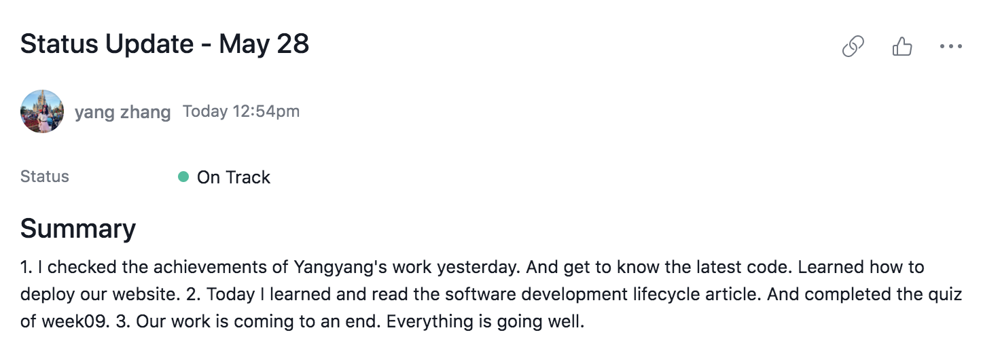 Status Update - May 28
yang zhang Today 12:54pm
Status On Track
Summary
1. I checked the achievements of Yangyang's work yesterday. And get to know the latest code. Learned how to
deploy our website. 2. Today I learned and read the software development lifecycle article. And completed the quiz
of week09. 3. Our work is coming to an end. Everything is going well.